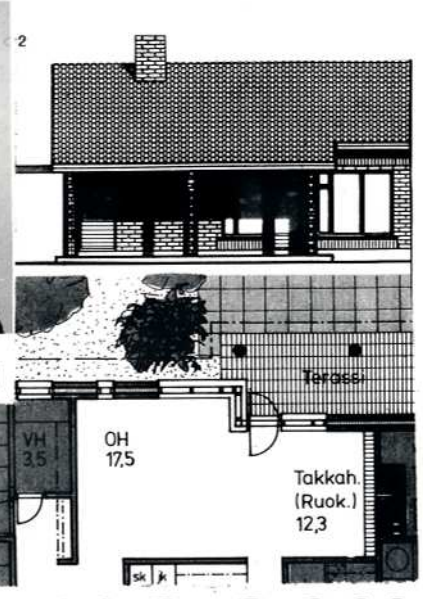 2
Terassi
VH
3,5
OH
17,5
Takkah.
(Ruok.)
12,3
sk
jk